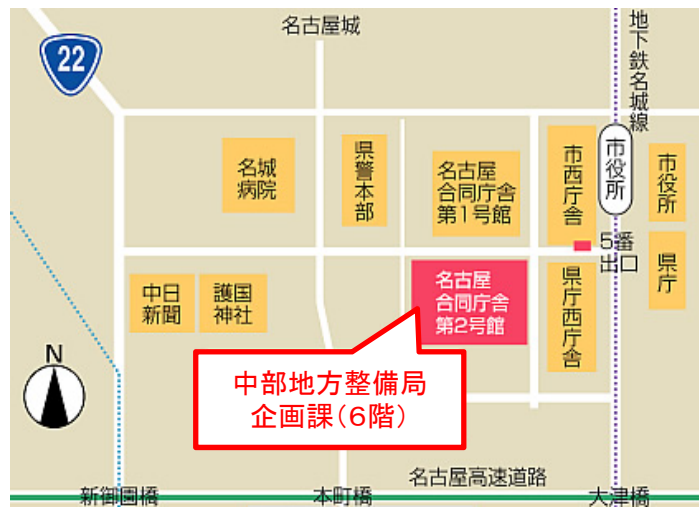 名古屋城
22
地下鉄名城線
市役所
名城
病院
県警本部
名古屋
合同庁舎
第1号館
市西庁舎
市役所
5番
出口
県庁
中日
新聞
護国
神社
名古屋
合同庁舎
第2号館
県庁西庁舎
N
中部地方整備局
企画課(6階)
名古屋高速道路
新御園橋
本町橋
大津橋